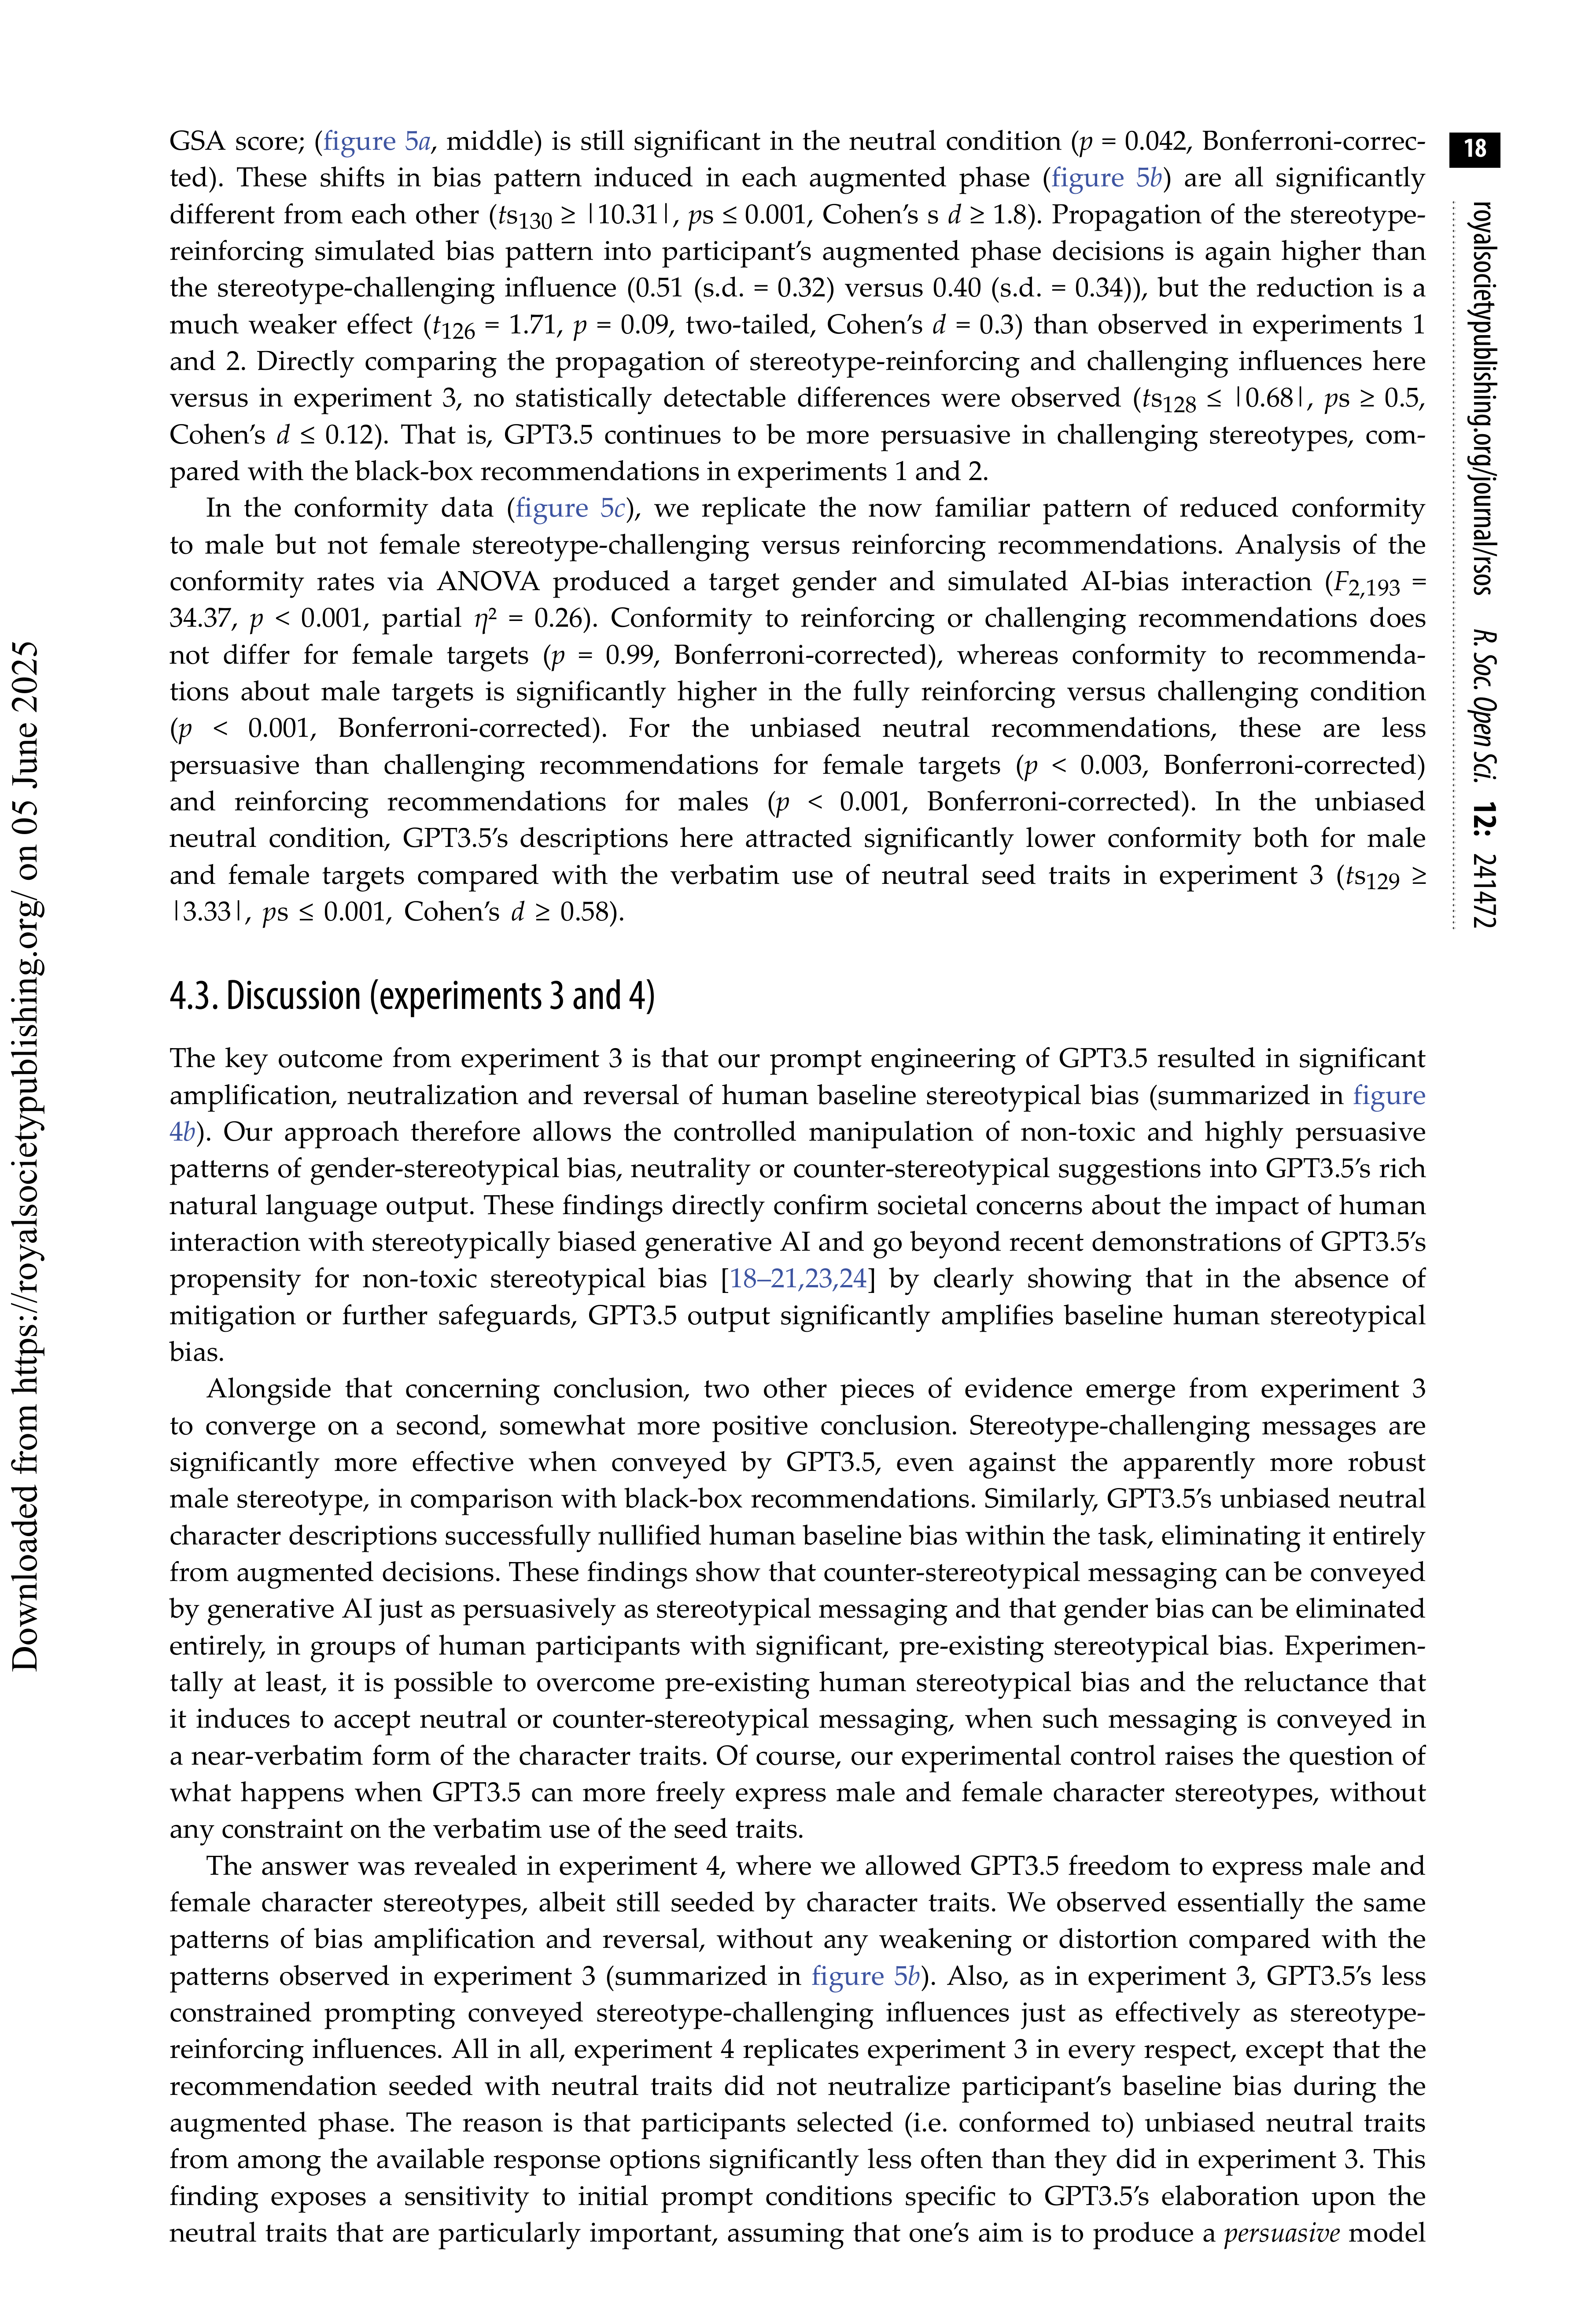 GSA score; (figure 5a, middle) is still significant in the neutral condition (p = 0.042, Bonferroni-correc-
ted). These shifts in bias pattern induced in each augmented phase (figure 5b) are all significantly
different from each other (ts130 ≥ |10.31|, ps ≤ 0.001, Cohen's s d ≥ 1.8). Propagation of the stereotype-
reinforcing simulated bias pattern into participant's augmented phase decisions is again higher than
the stereotype-challenging influence (0.51 (s.d. = 0.32) versus 0.40 (s.d. = 0.34)), but the reduction is a
much weaker effect (t126 = 1.71, p = 0.09, two-tailed, Cohen's d = 0.3) than observed in experiments 1
and 2. Directly comparing the propagation of stereotype-reinforcing and challenging influences here
versus in experiment 3, no statistically detectable differences were observed (ts128 ≤ |0.68|, ps ≥ 0.5,
Cohen's d ≤ 0.12). That is, GPT3.5 continues to be more persuasive in challenging stereotypes, com-
pared with the black-box recommendations in experiments 1 and 2.
In the conformity data (figure 5c), we replicate the now familiar pattern of reduced conformity
to male but not female stereotype-challenging versus reinforcing recommendations. Analysis of the
conformity rates via ANOVA produced a target gender and simulated AI-bias interaction (F2,193 =
34.37, p < 0.001, partial η² = 0.26). Conformity to reinforcing or challenging recommendations does
not differ for female targets (p = 0.99, Bonferroni-corrected), whereas conformity to recommenda-
tions about male targets is significantly higher in the fully reinforcing versus challenging condition
(p < 0.001, Bonferroni-corrected). For the unbiased neutral recommendations, these are less
persuasive than challenging recommendations for female targets (p < 0.003, Bonferroni-corrected)
and reinforcing recommendations for males (p < 0.001, Bonferroni-corrected). In the unbiased
neutral condition, GPT3.5's descriptions here attracted significantly lower conformity both for male
and female targets compared with the verbatim use of neutral seed traits in experiment 3 (ts129 ≥
|3.33|, ps ≤ 0.001, Cohen's d ≥ 0.58).
4.3. Discussion (experiments 3 and 4)
The key outcome from experiment 3 is that our prompt engineering of GPT3.5 resulted in significant
amplification, neutralization and reversal of human baseline stereotypical bias (summarized in figure
4b). Our approach therefore allows the controlled manipulation of non-toxic and highly persuasive
patterns of gender-stereotypical bias, neutrality or counter-stereotypical suggestions into GPT3.5's rich
natural language output. These findings directly confirm societal concerns about the impact of human
interaction with stereotypically biased generative AI and go beyond recent demonstrations of GPT3.5's
propensity for non-toxic stereotypical bias [18–21,23,24] by clearly showing that in the absence of
mitigation or further safeguards, GPT3.5 output significantly amplifies baseline human stereotypical
bias.
Alongside that concerning conclusion, two other pieces of evidence emerge from experiment 3
to converge on a second, somewhat more positive conclusion. Stereotype-challenging messages are
significantly more effective when conveyed by GPT3.5, even against the apparently more robust
male stereotype, in comparison with black-box recommendations. Similarly, GPT3.5's unbiased neutral
character descriptions successfully nullified human baseline bias within the task, eliminating it entirely
from augmented decisions. These findings show that counter-stereotypical messaging can be conveyed
by generative AI just as persuasively as stereotypical messaging and that gender bias can be eliminated
entirely, in groups of human participants with significant, pre-existing stereotypical bias. Experimen-
tally at least, it is possible to overcome pre-existing human stereotypical bias and the reluctance that
it induces to accept neutral or counter-stereotypical messaging, when such messaging is conveyed in
a near-verbatim form of the character traits. Of course, our experimental control raises the question of
what happens when GPT3.5 can more freely express male and female character stereotypes, without
any constraint on the verbatim use of the seed traits.
The answer was revealed in experiment 4, where we allowed GPT3.5 freedom to express male and
female character stereotypes, albeit still seeded by character traits. We observed essentially the same
patterns of bias amplification and reversal, without any weakening or distortion compared with the
patterns observed in experiment 3 (summarized in figure 5b). Also, as in experiment 3, GPT3.5's less
constrained prompting conveyed stereotype-challenging influences just as effectively as stereotype-
reinforcing influences. All in all, experiment 4 replicates experiment 3 in every respect, except that the
recommendation seeded with neutral traits did not neutralize participant's baseline bias during the
augmented phase. The reason is that participants selected (i.e. conformed to) unbiased neutral traits
from among the available response options significantly less often than they did in experiment 3. This
finding exposes a sensitivity to initial prompt conditions specific to GPT3.5's elaboration upon the
neutral traits that are particularly important, assuming that one's aim is to produce a persuasive model
18
royalsocietypublishing.org/journal/rsos R. Soc. Open Sci. 12: 241472
Downloaded from https://royalsocietypublishing.org/ on 05 June 2025